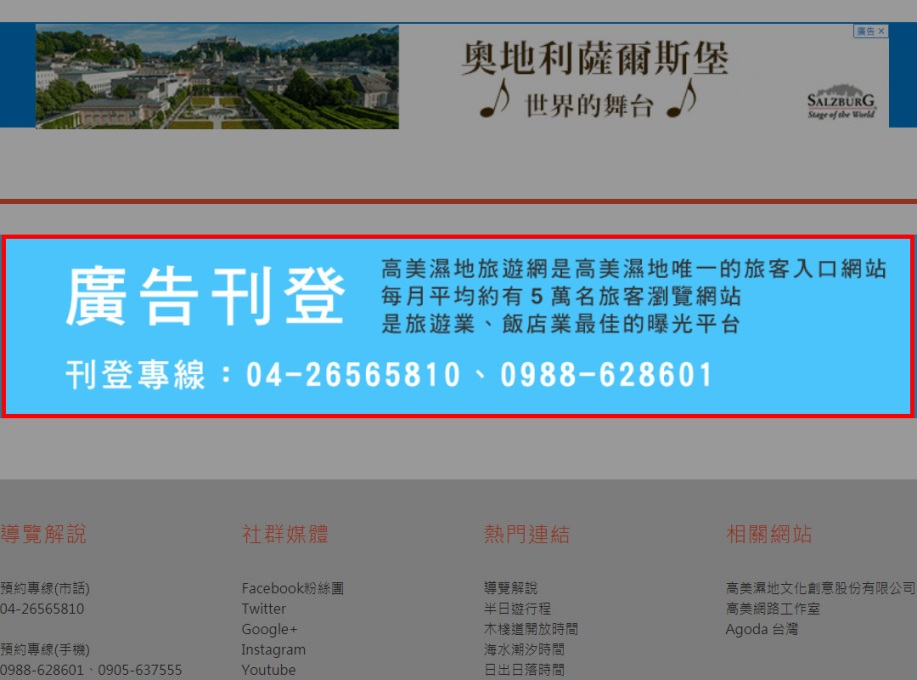 廣告 ×
奧地利薩爾斯堡
世界的舞台
SALZBURG
Stage of the World
廣告刊登
高美濕地旅遊網是高美濕地唯一的旅客入口網站
每月平均約有 5 萬名旅客瀏覽網站
是旅遊業、飯店業最佳的曝光平台
刊登專線：04-26565810、0988-628601
導覽解說
預約專線(市話)
04-26565810
預約專線(手機)
0988-628601、0905-637555
社群媒體
Facebook粉絲團
Twitter
Google+
Instagram
Youtube
熱門連結
導覽解說
半日遊行程
木棧道開放時間
海水潮汐時間
日出日落時間
相關網站
高美濕地文化創意股份有限公司
高美網路工作室
Agoda 台灣